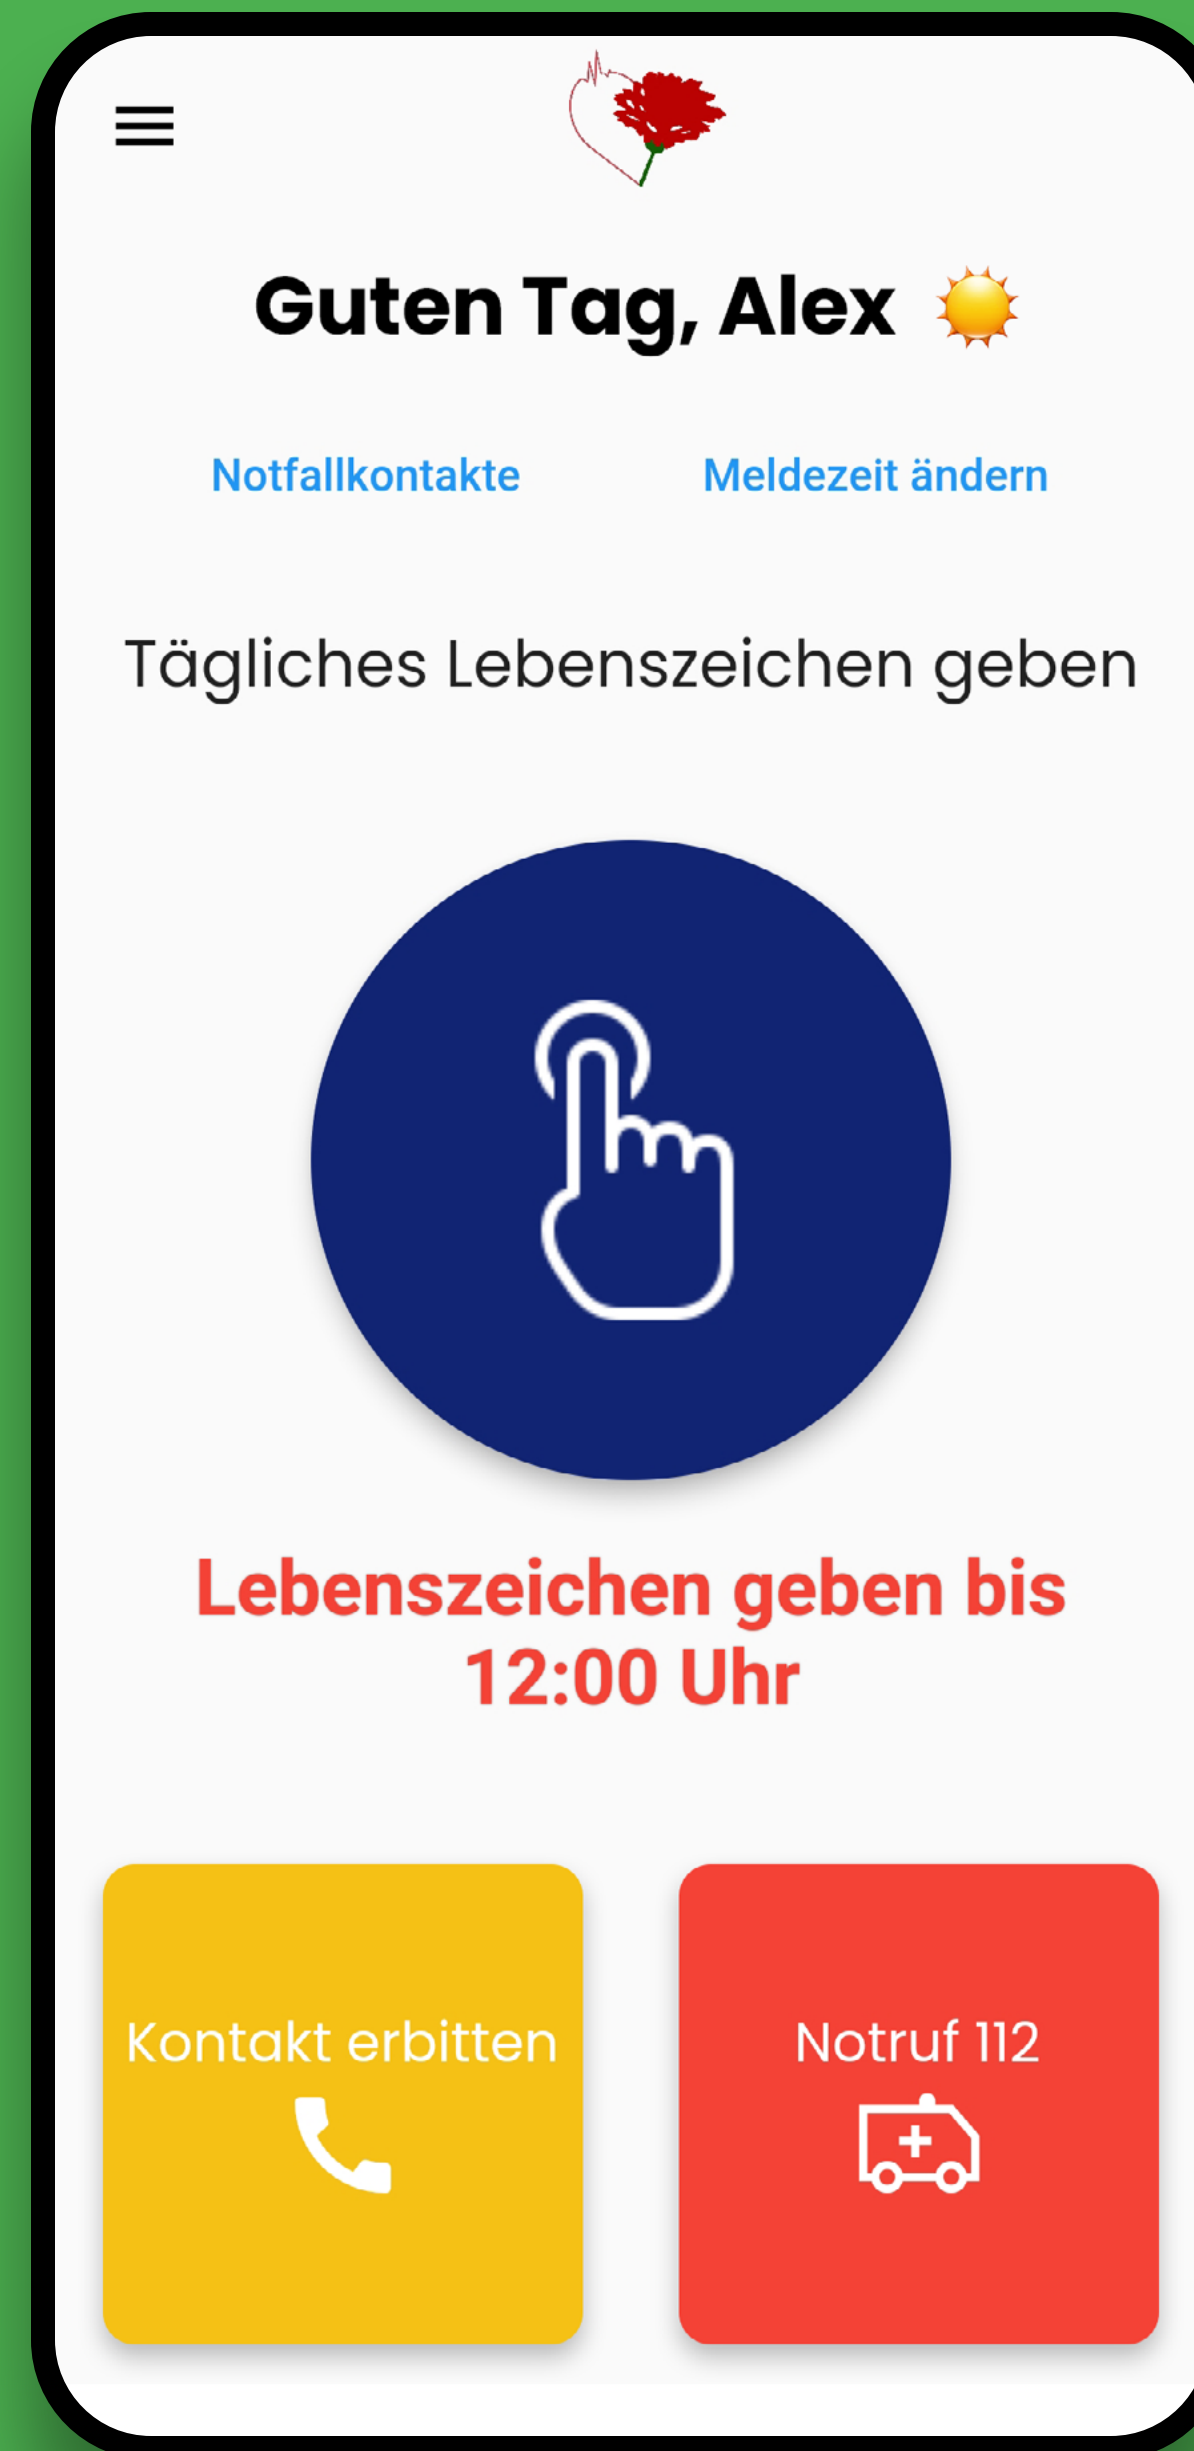 Guten Tag, Alex
Notfallkontakte
Meldezeit ändern
Tägliches Lebenszeichen geben
Lebenszeichen geben bis
12:00 Uhr
Kontakt erbitten
Notruf 112